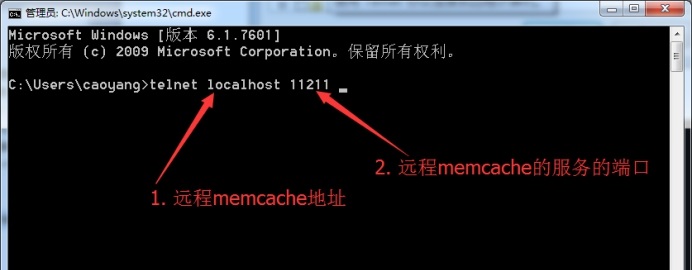 管理员: C:\Windows\system32\cmd.exe
Microsoft Windows [版本 6.1.7601]
版权所有 (c) 2009 Microsoft Corporation。保留所有权利。
C:\Users\caoyang>telnet localhost 11211
2. 远程memcache的服务的端口
1. 远程memcache地址